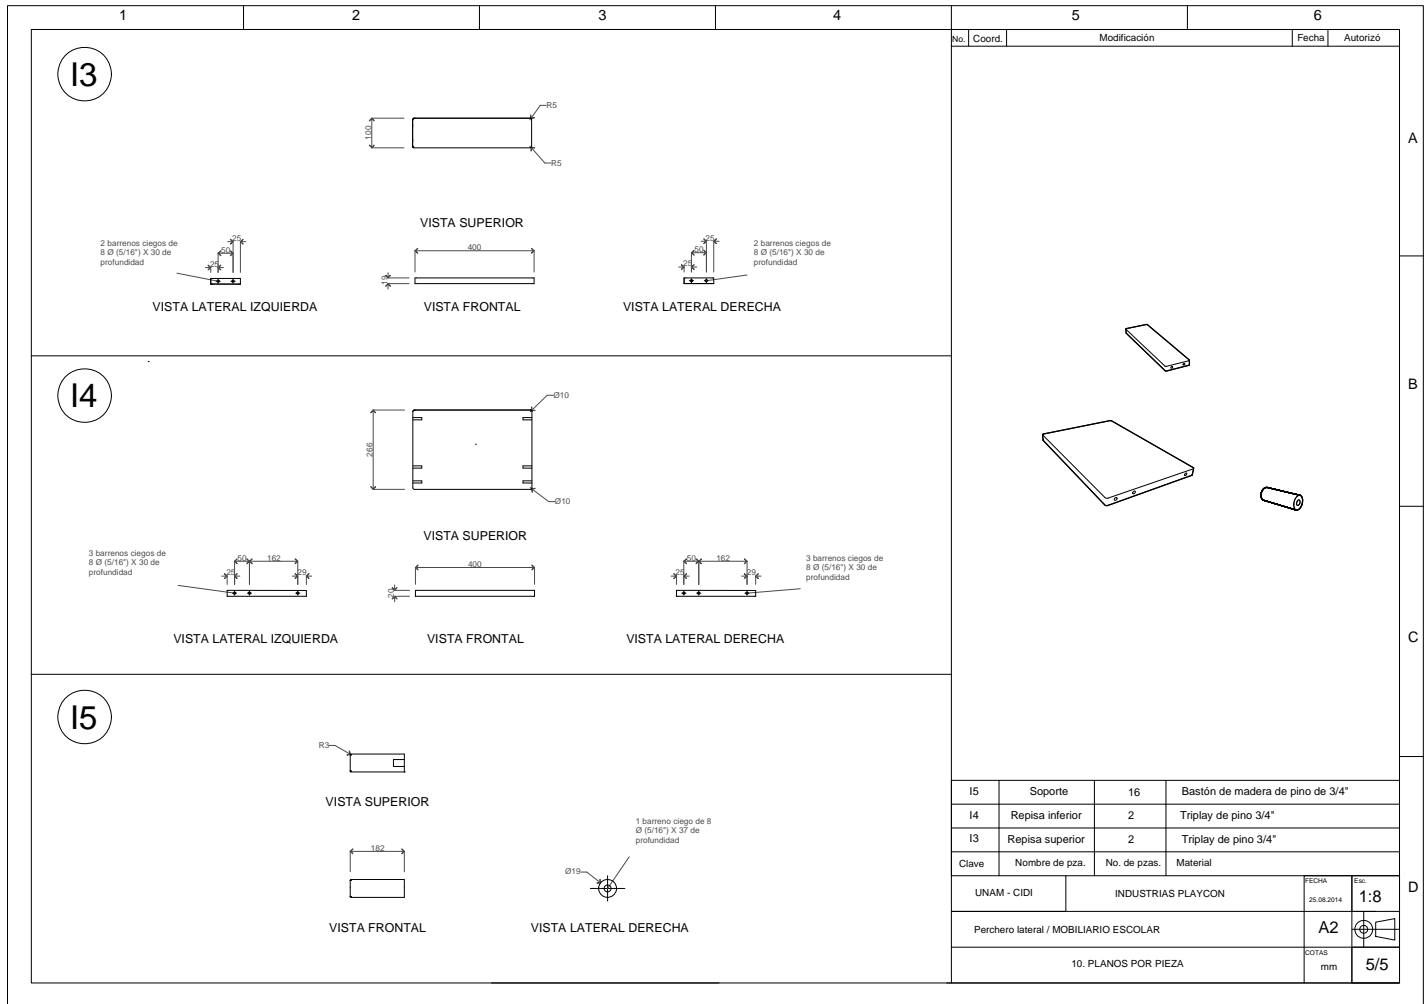 1 2 3 4 5 6
No. Coord. Modificación Fecha Autorizó
A
B
C
D
I3
R5
100
R5
VISTA SUPERIOR
2 barrenos ciegos de
8 Ø (5/16") X 30 de
profundidad
25
50
25
VISTA LATERAL IZQUIERDA
400
19
VISTA FRONTAL
25
50
25
2 barrenos ciegos de
8 Ø (5/16") X 30 de
profundidad
VISTA LATERAL DERECHA
I4
Ø10
266
Ø10
VISTA SUPERIOR
3 barrenos ciegos de
8 Ø (5/16") X 30 de
profundidad
50 162
25 29
VISTA LATERAL IZQUIERDA
400
20
VISTA FRONTAL
50 162
25 29
3 barrenos ciegos de
8 Ø (5/16") X 30 de
profundidad
VISTA LATERAL DERECHA
I5
R3
VISTA SUPERIOR
182
VISTA FRONTAL
1 barreno ciego de 8
Ø (5/16") X 37 de
profundidad
Ø19
VISTA LATERAL DERECHA
I5 Soporte 16 Bastón de madera de pino de 3/4"
I4 Repisa inferior 2 Triplay de pino 3/4"
I3 Repisa superior 2 Triplay de pino 3/4"
Clave Nombre de pza. No. de pzas. Material
UNAM - CIDI INDUSTRIAS PLAYCON FECHA 25.08.2014 Esc. 1:8
Perchero lateral / MOBILIARIO ESCOLAR A2
10. PLANOS POR PIEZA COTAS mm 5/5